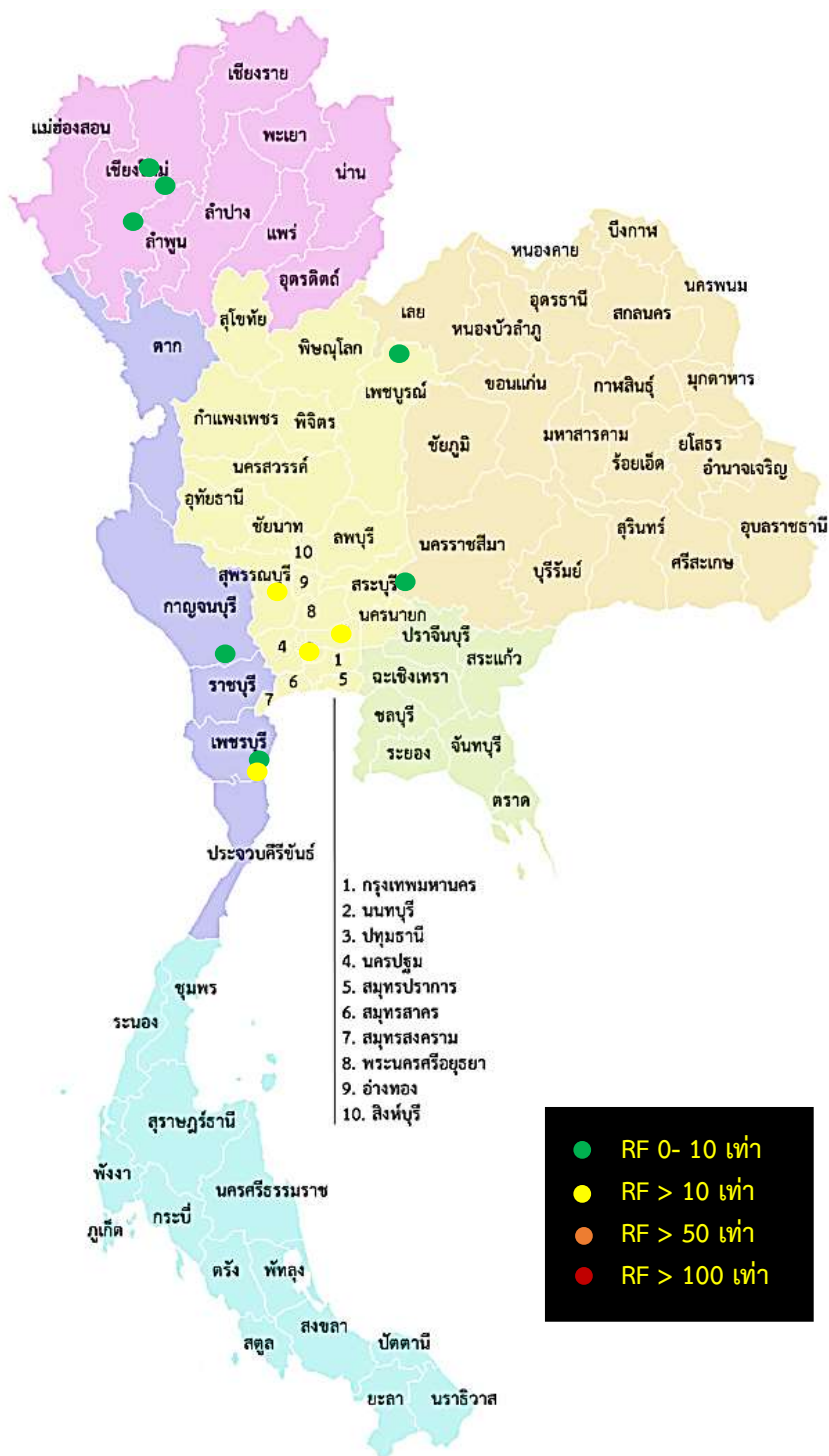 เชียงราย
แม่ฮ่องสอน
พะเยา
เชียงใหม่
น่าน
ลำปาง
ลำพูน
แพร่
อุตรดิตถ์
บึงกาฬ
หนองคาย
นครพนม
อุดรธานี
เลย
สกลนคร
สุโขทัย
หนองบัวลำภู
ตาก
พิษณุโลก
เพชบูรณ์
ขอนแก่น
กาฬสินธุ์
มุกดาหาร
กำแพงเพชร
พิจิตร
ชัยภูมิ
มหาสารคาม
ยโสธร
ร้อยเอ็ด
อำนาจเจริญ
นครสวรรค์
อุทัยธานี
ชัยนาท
ลพบุรี
นครราชสีมา
สุรินทร์
อุบลราชธานี
10
บุรีรัมย์
ศรีสะเกษ
สุพรรณบุรี
9
สระบุรี
กาญจนบุรี
8
นครนายก
ปราจีนบุรี
4
1
สระแก้ว
ราชบุรี
6
5
ฉะเชิงเทรา
7
ชลบุรี
เพชรบุรี
ระยอง
จันทบุรี
ตราด
ประจวบคีรีขันธ์
1. กรุงเทพมหานคร
2. นนทบุรี
3. ปทุมธานี
4. นครปฐม
5. สมุทรปราการ
6. สมุทรสาคร
7. สมุทรสงคราม
8. พระนครศรีอยุธยา
9. อ่างทอง
10. สิงห์บุรี
ชุมพร
ระนอง
สุราษฎร์ธานี
พังงา
นครศรีธรรมราช
กระบี่
ภูเก็ต
ตรัง
พัทลุง
สงขลา
สตูล
ปัตตานี
ยะลา
นราธิวาส
RF 0- 10 เท่า
RF > 10 เท่า
RF > 50 เท่า
RF > 100 เท่า